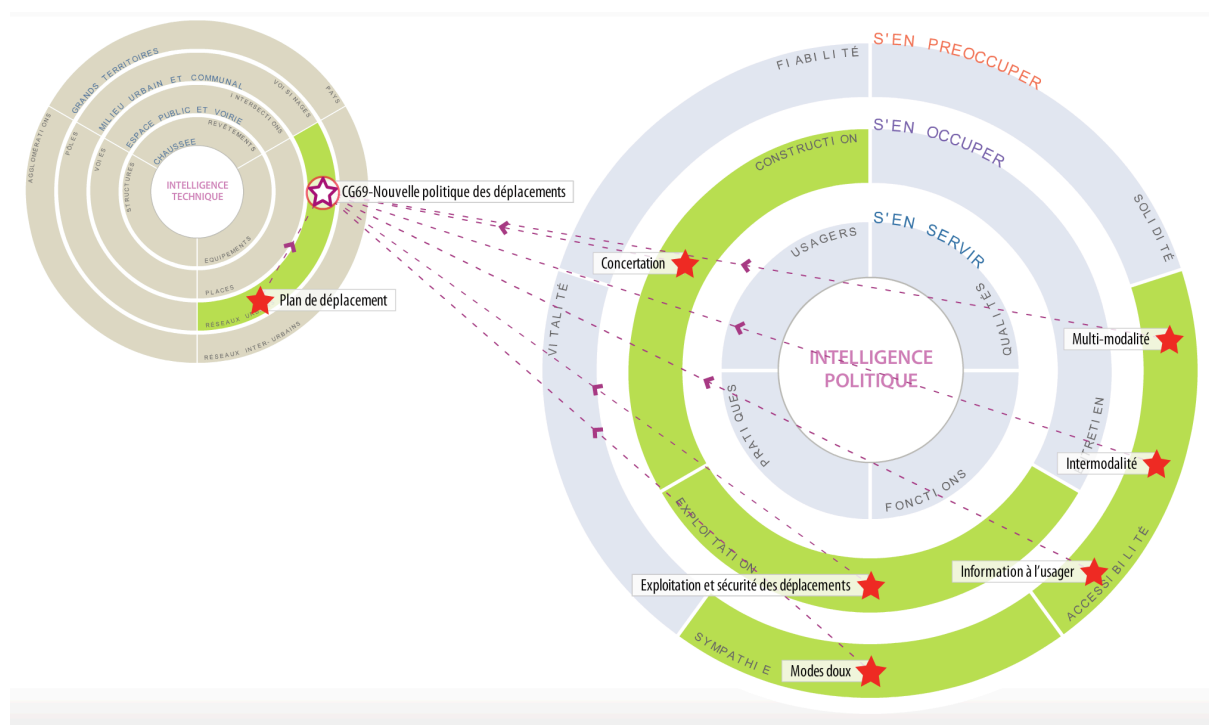 GRANDS TERRITOIRES
PAYS
AGGLOMERATIONS
RÉSEAUX INTER-URBAINS
MILIEU URBAIN ET COMMUNAL
VOISINAGES
PÔLES
ESPACE PUBLIC ET VOIRIE
INTERSECTIONS
VOIES
PLACES
CHAUSSÉE
REVÊTEMENTS
STRUCTURES
EQUIPEMENTS
INTELLIGENCE
TECHNIQUE
CG69-Nouvelle politique des déplacements
Plan de déplacement
RÉSEAUX
S'EN PREOCCUPER
FIABILITÉ
SOLIDITÉ
VITALITÉ
ACCESSIBILITÉ
SYMPATHIE
S'EN OCCUPER
CONSTRUCTION
EXPLOITATION
S'EN SERVIR
USAGERS
QUALITÉS
PRATIQUES
FONCTIONS
INTELLIGENCE
POLITIQUE
Concertation
Multi-modalité
Intermodalité
Information à l'usager
Exploitation et sécurité des déplacements
Modes doux